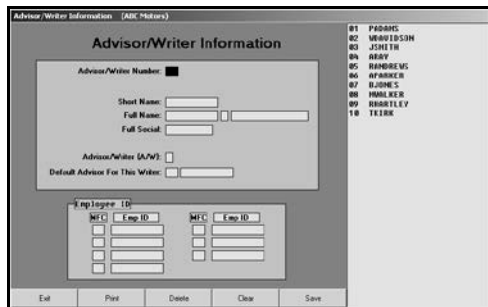 Advisor/Writer Information (ABC Motors)
Advisor/Writer Information
Advisor/Writer Number:
Short Name:
Full Name:
Full Social:
Advisor/Writer (A/W):
Default Advisor For This Writer:
Employee ID
MFC Emp ID MFC Emp ID
Exit Print Delete Clear Save
01 PADAMS
02 WDAVIDSON
03 JSMITH
04 ARAY
05 RANDREWS
06 APARKER
07 BJONES
08 HWALKER
09 RHARTLEY
10 TKIRK